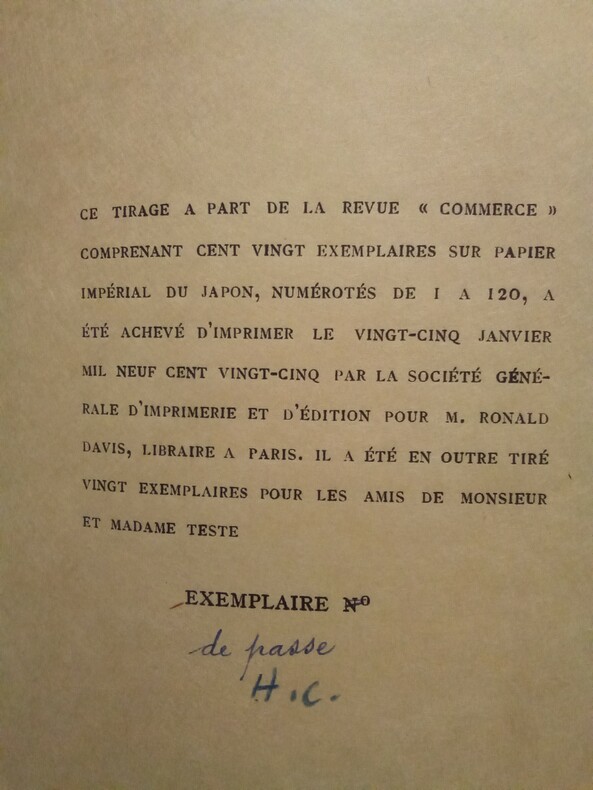 CE TIRAGE A PART DE LA REVUE « COMMERCE »
COMPRENANT CENT VINGT EXEMPLAIRES SUR PAPIER
IMPÉRIAL DU JAPON, NUMÉROTÉS DE I A I20, A
ÉTÉ ACHEVÉ D'IMPRIMER LE VINGT-CINQ JANVIER
MIL NEUF CENT VINGT-CINQ PAR LA SOCIÉTÉ GÉNÉ-
RALE D'IMPRIMERIE ET D'ÉDITION POUR M. RONALD
DAVIS, LIBRAIRE A PARIS. IL A ÉTÉ EN OUTRE TIRÉ
VINGT EXEMPLAIRES POUR LES AMIS DE MONSIEUR
ET MADAME TESTE
EXEMPLAIRE Nº
de passe
H.C.